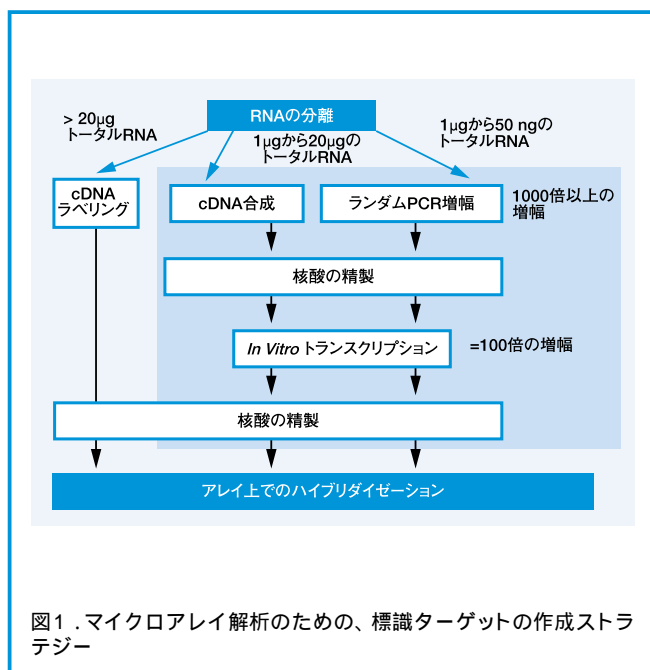 RNAの分離
> 20µg
トータルRNA
1µgから20µgの
トータルRNA
1µgから50 ngの
トータルRNA
cDNA
ラベリング
cDNA合成
ランダムPCR増幅
1000倍以上の
増幅
核酸の精製
In Vitro トランスクリプション
=100倍の増幅
核酸の精製
アレイ上でのハイブリダイゼーション
図1 .マイクロアレイ解析のための、標識ターゲットの作成ストラ
テジー